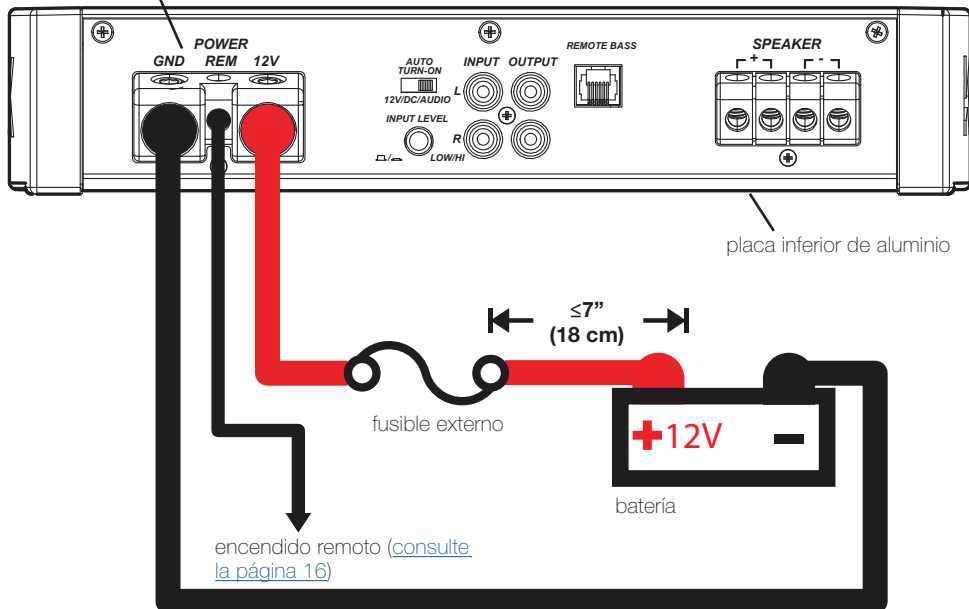 POWER
GND REM 12V
AUTO
TURN-ON
12V/DC/AUDIO
INPUT LEVEL
LOW/HI
INPUT OUTPUT
L
R
REMOTE BASS
SPEAKER
+ -
placa inferior de aluminio
≤7”
(18 cm)
fusible externo
+12V -
batería
encendido remoto (consulte
la página 16)